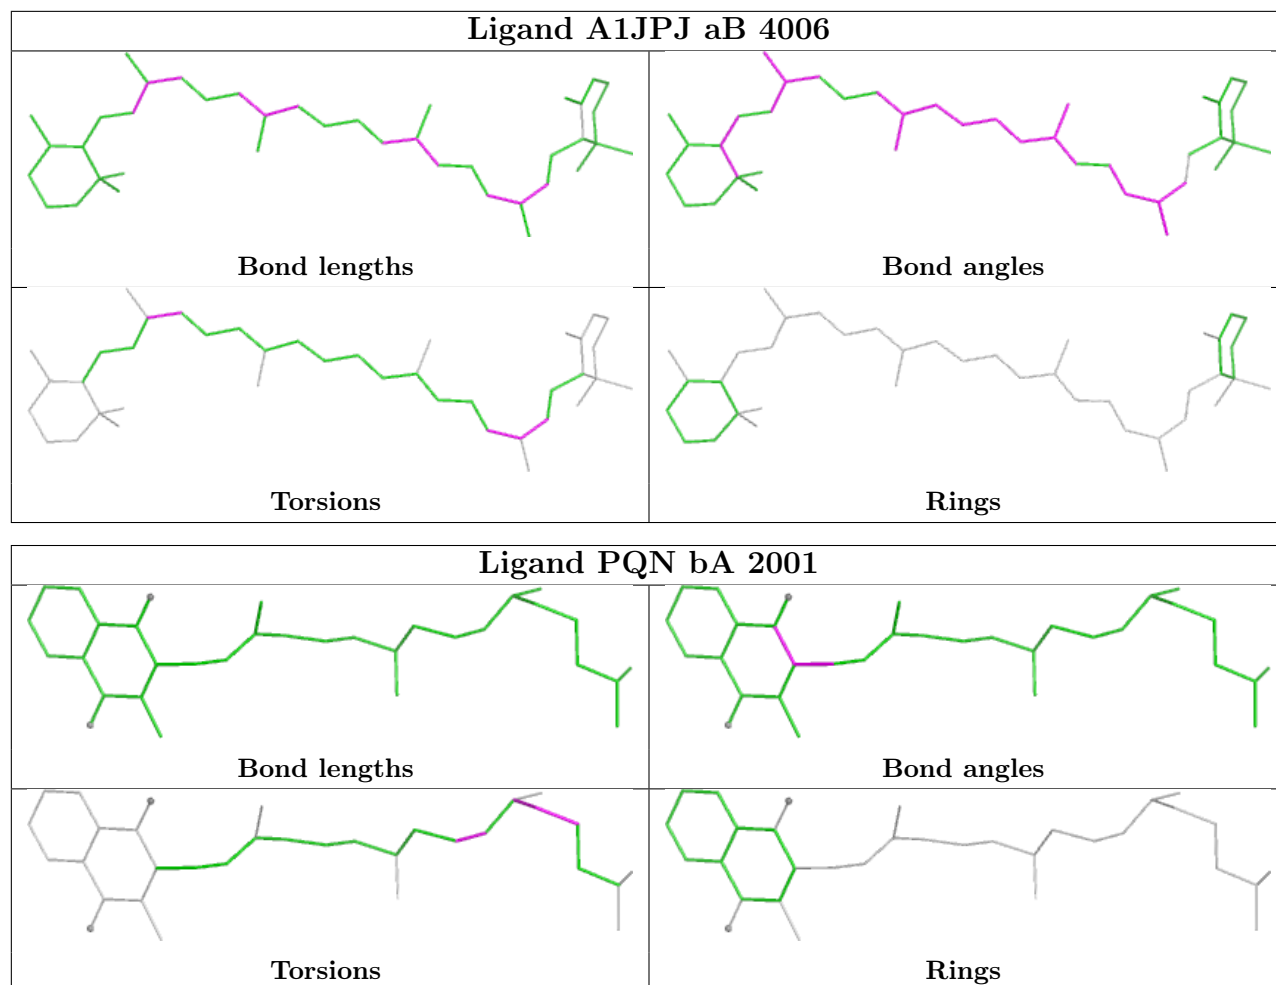 Ligand A1JPJ aB 4006
Bond lengths
Bond angles
Torsions
Rings
Ligand PQN bA 2001
Bond lengths
Bond angles
Torsions
Rings